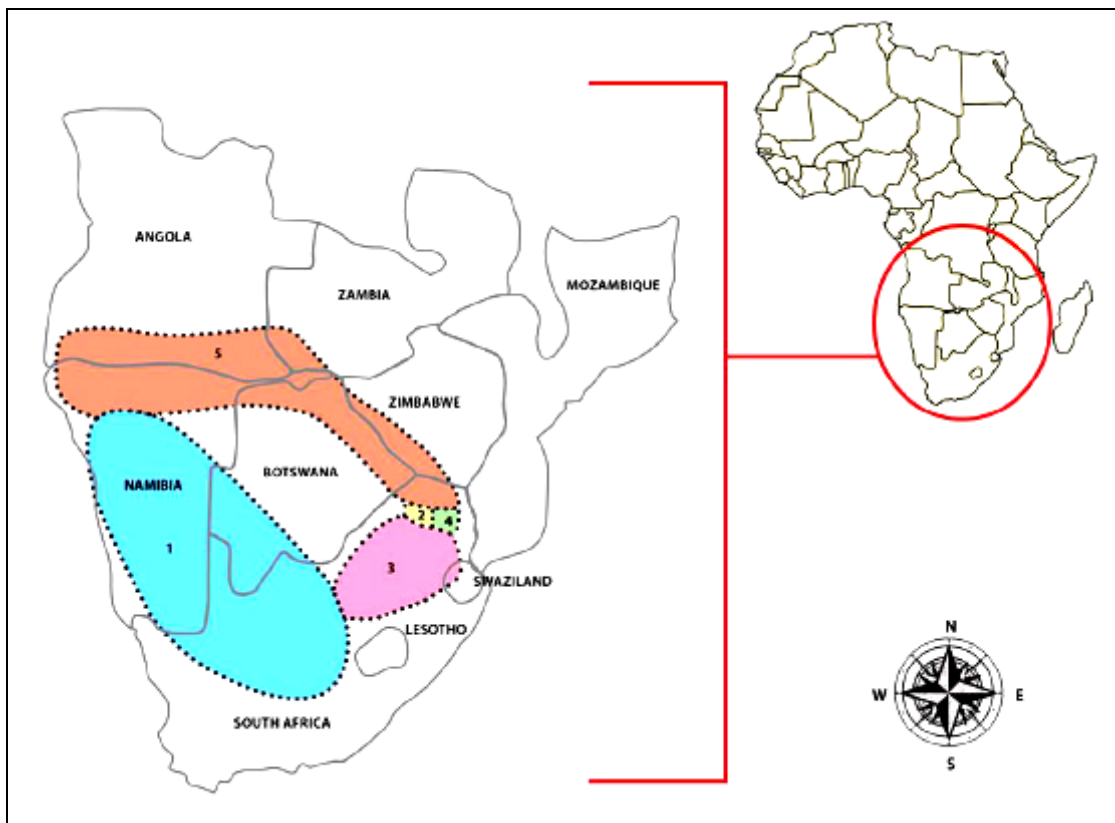 ANGOLA
ZAMBIA
MOZAMBIQUE
5
ZIMBABWE
BOTSWANA
NAMIBIA
2
4
1
3
SWAZILAND
LESOTHO
SOUTH AFRICA
N
W
E
S